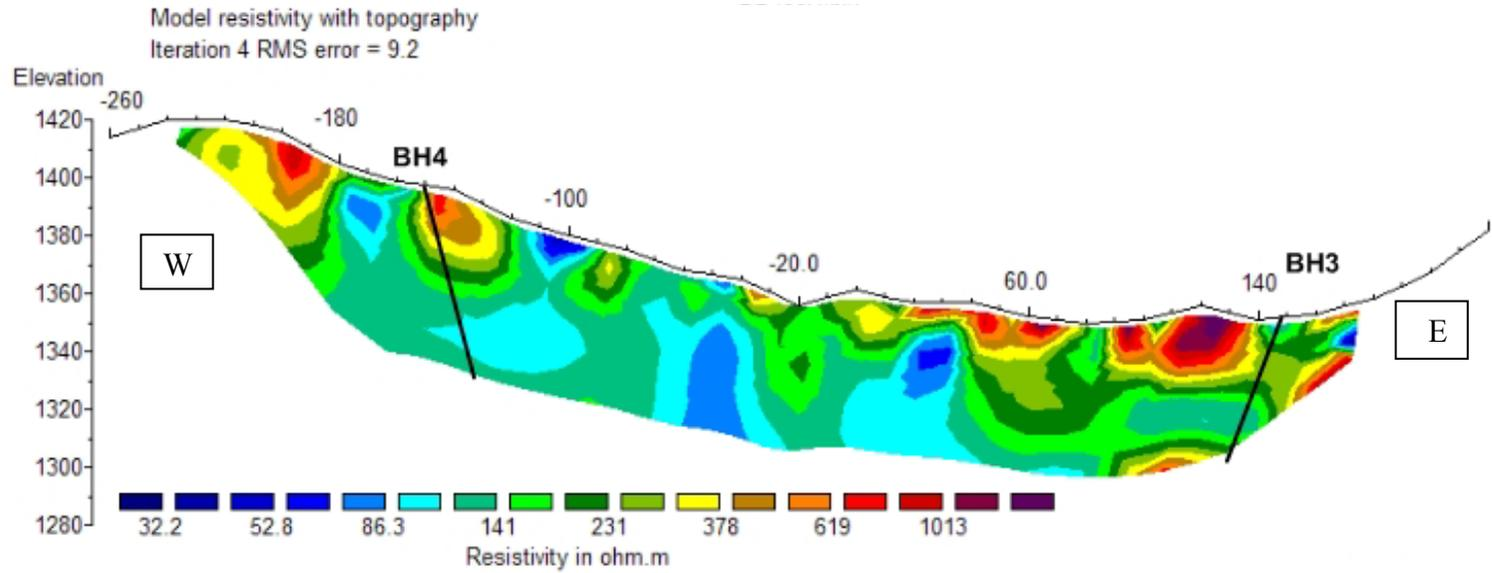 Model resistivity with topography
Iteration 4 RMS error = 9.2
Elevation
-260
1420
-180
BH4
1400
-100
1380
W
-20.0
60.0
140
BH3
1360
E
1340
1320
1300
1280
32.2 52.8 86.3 141 231 378 619 1013
Resistivity in ohm.m